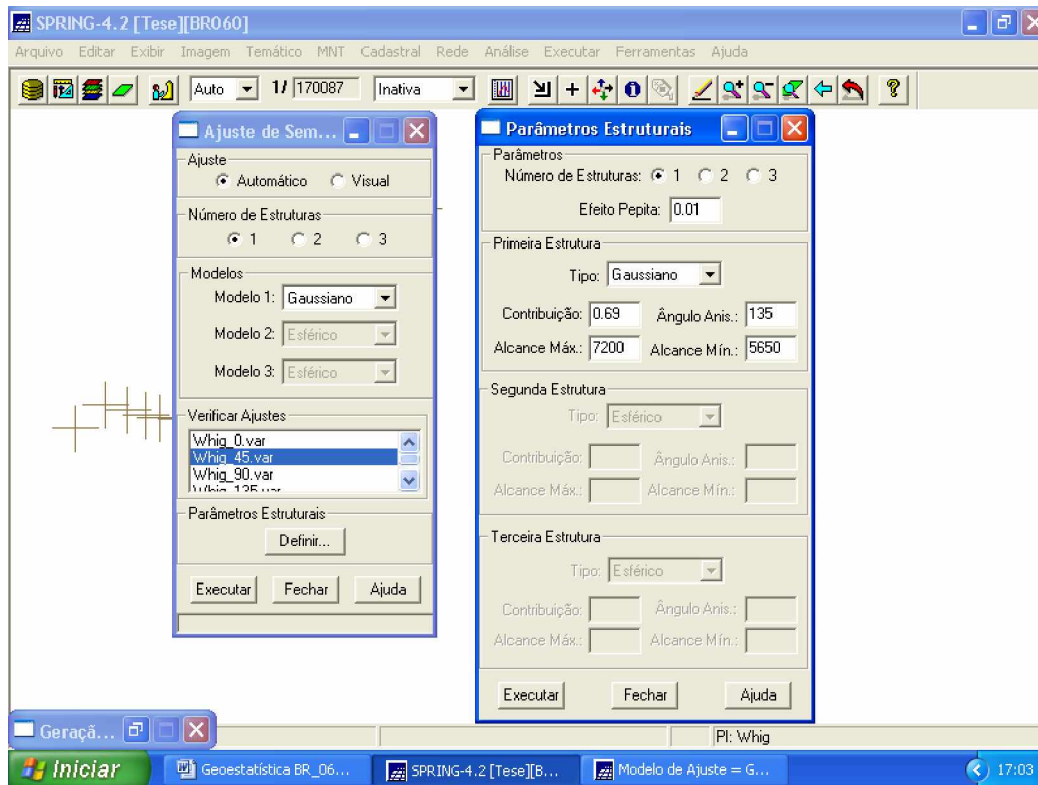 SPRING-4.2 [Tese][BR060]
Arquivo Editar Exibir Imagem Temático MNT Cadastral Rede Análise Executar Ferramentas Ajuda
Auto 1/ 170087 Inativa
Ajuste de Sem...
Ajuste
Automático Visual
Número de Estruturas
1 2 3
Modelos
Modelo 1: Gaussiano
Modelo 2: Esférico
Modelo 3: Esférico
Verificar Ajustes
Whig_0.var
Whig_45.var
Whig_90.var
Whig_135.var
Parâmetros Estruturais
Definir...
Executar Fechar Ajuda
Parâmetros Estruturais
Parâmetros
Número de Estruturas: 1 2 3
Efeito Pepita: 0.01
Primeira Estrutura
Tipo: Gaussiano
Contribuição: 0.69 Ângulo Anis.: 135
Alcance Máx.: 7200 Alcance Mín.: 5650
Segunda Estrutura
Tipo: Esférico
Contribuição: Ângulo Anis.:
Alcance Máx.: Alcance Mín.:
Terceira Estrutura
Tipo: Esférico
Contribuição: Ângulo Anis.:
Alcance Máx.: Alcance Mín.:
Executar Fechar Ajuda
Geraçã...
PI: Whig
Iniciar Geoestatística BR_06... SPRING-4.2 [Tese][B... Modelo de Ajuste = G... 17:03